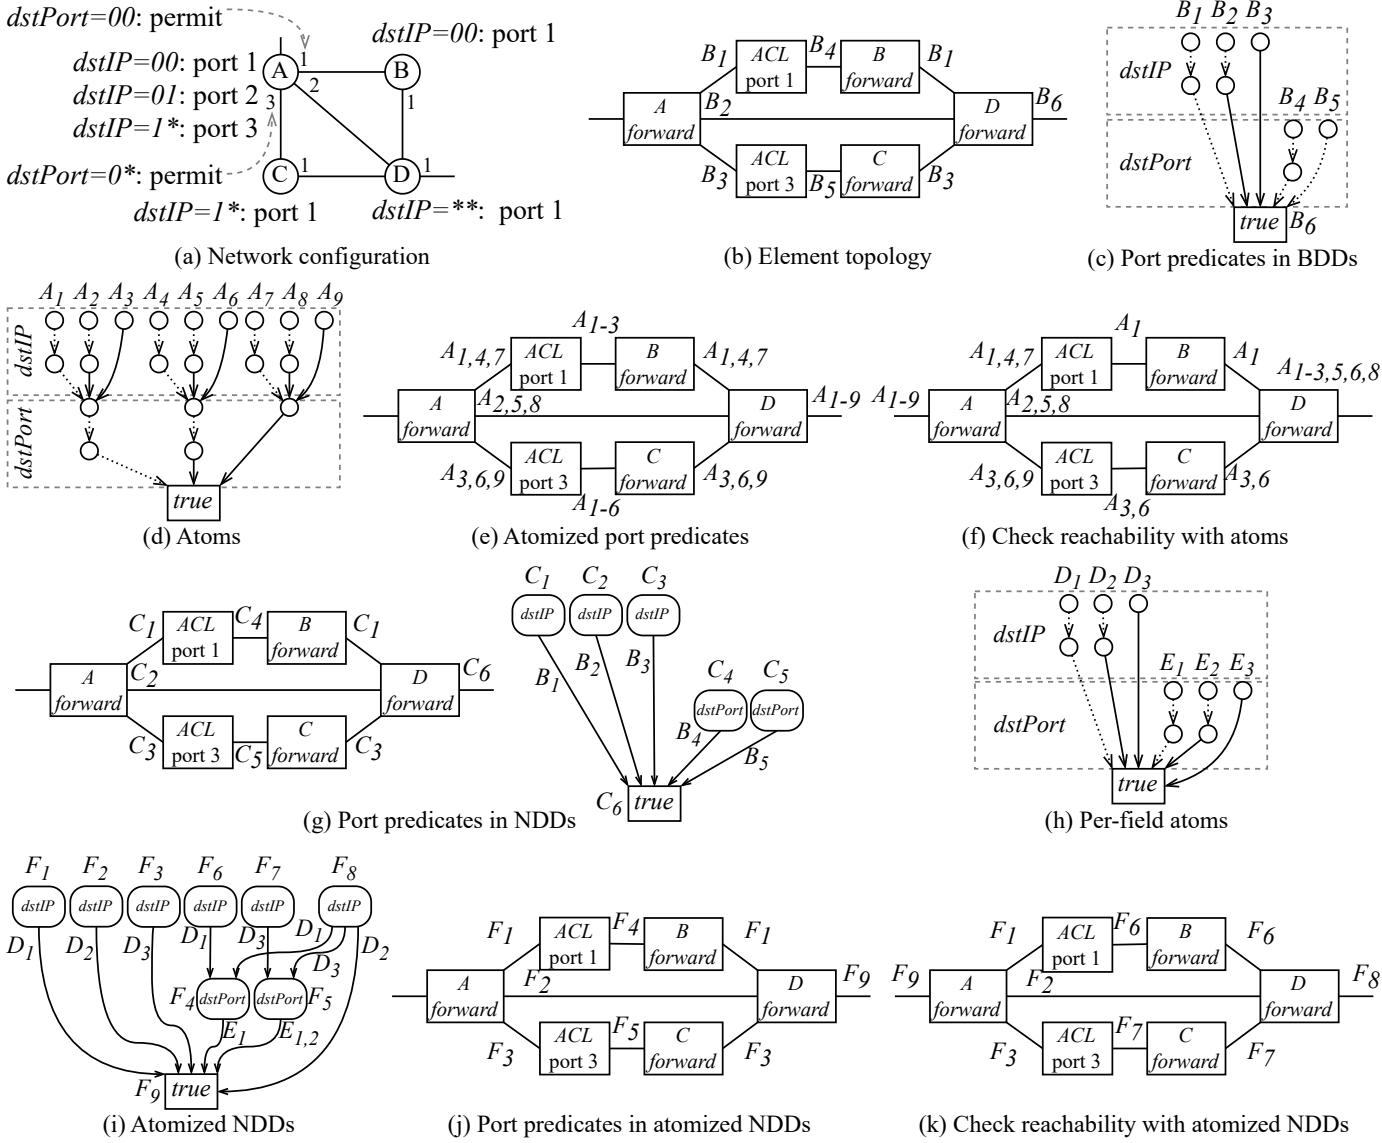 dstPort=00: permit
dstIP=00: port 1
dstIP=01: port 2
dstIP=1*: port 3
dstPort=0*: permit
A
1
2
3
dstIP=00: port 1
B
1
C
1
D
1
dstIP=1*: port 1
dstIP=**: port 1
(a) Network configuration
B1
ACL
port 1
B4
B
forward
B1
A
forward
B2
D
forward
B6
B3
ACL
port 3
B5
C
forward
B3
(b) Element topology
B1 B2 B3
dstIP
B4 B5
dstPort
true
B6
(c) Port predicates in BDDs
A1 A2 A3 A4 A5 A6 A7 A8 A9
dstIP
dstPort
true
(d) Atoms
A1-3
A1,4,7
ACL
port 1
B
forward
A1,4,7
A
forward
A2,5,8
D
forward
A1-9
A3,6,9
ACL
port 3
C
forward
A3,6,9
A1-6
(e) Atomized port predicates
A1
A1,4,7
ACL
port 1
B
forward
A1
A1-3,5,6,8
A1-9
A
forward
A2,5,8
D
forward
A3,6,9
ACL
port 3
C
forward
A3,6
A3,6
(f) Check reachability with atoms
C1
ACL
port 1
C4
B
forward
C1
A
forward
C2
D
forward
C6
C3
ACL
port 3
C5
C
forward
C3
C1 C2 C3
dstIP dstIP dstIP
B1 B2 B3
C4 C5
dstPort dstPort
B4
B5
C6
true
(g) Port predicates in NDDs
D1 D2 D3
dstIP
E1 E2 E3
dstPort
true
(h) Per-field atoms
F1 F2 F3 F6 F7 F8
dstIP dstIP dstIP dstIP dstIP dstIP
D1 D2 D3 D1 D3 D1 D3 D2
F4 dstPort dstPort F5
E1 E1,2
F9
true
(i) Atomized NDDs
F1
ACL
port 1
F4
B
forward
F1
A
forward
F2
D
forward
F9
F3
ACL
port 3
F5
C
forward
F3
(j) Port predicates in atomized NDDs
F1
ACL
port 1
F6
B
forward
F6
F9
A
forward
F2
D
forward
F8
F3
ACL
port 3
F7
C
forward
F7
(k) Check reachability with atomized NDDs